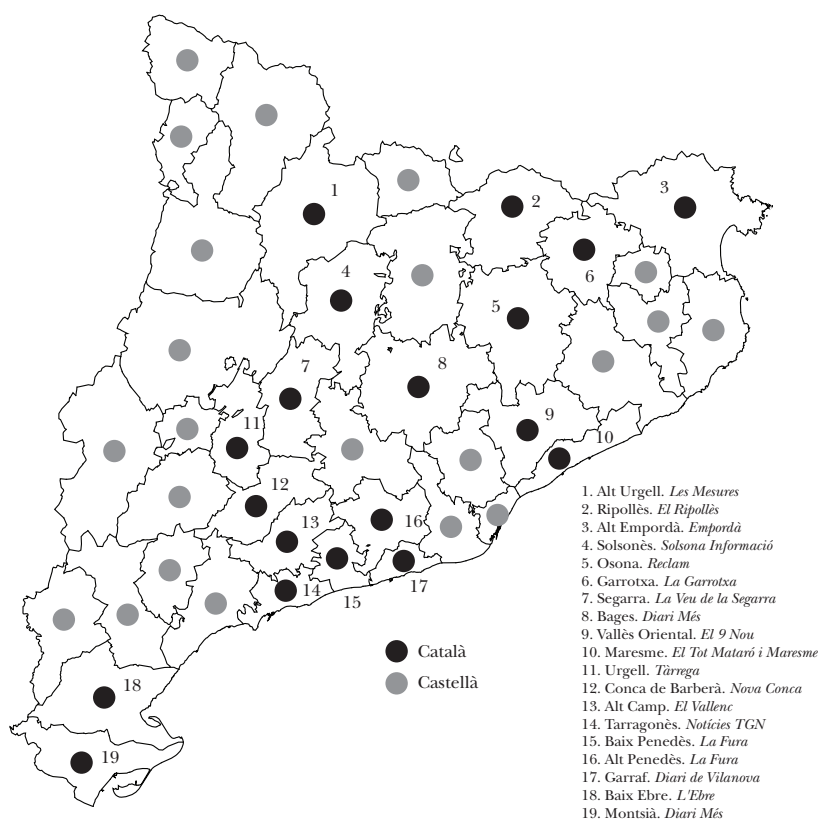 1
2
3
4
6
5
7
8
9
11
10
12
13
16
14
15
17
18
19
Català
Castellà
1. Alt Urgell. Les Mesures
2. Ripollès. El Ripollès
3. Alt Empordà. Empordà
4. Solsonès. Solsona Informació
5. Osona. Reclam
6. Garrotxa. La Garrotxa
7. Segarra. La Veu de la Segarra
8. Bages. Diari Més
9. Vallès Oriental. El 9 Nou
10. Maresme. El Tot Mataró i Maresme
11. Urgell. Tàrrega
12. Conca de Barberà. Nova Conca
13. Alt Camp. El Vallenc
14. Tarragonès. Notícies TGN
15. Baix Penedès. La Fura
16. Alt Penedès. La Fura
17. Garraf. Diari de Vilanova
18. Baix Ebre. L'Ebre
19. Montsià. Diari Més